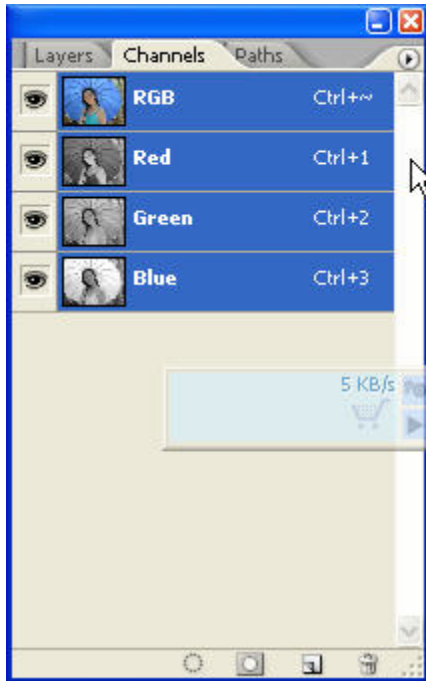 Layers Channels Paths
RGB Ctrl+~
Red Ctrl+1
Green Ctrl+2
Blue Ctrl+3
5 KB/s